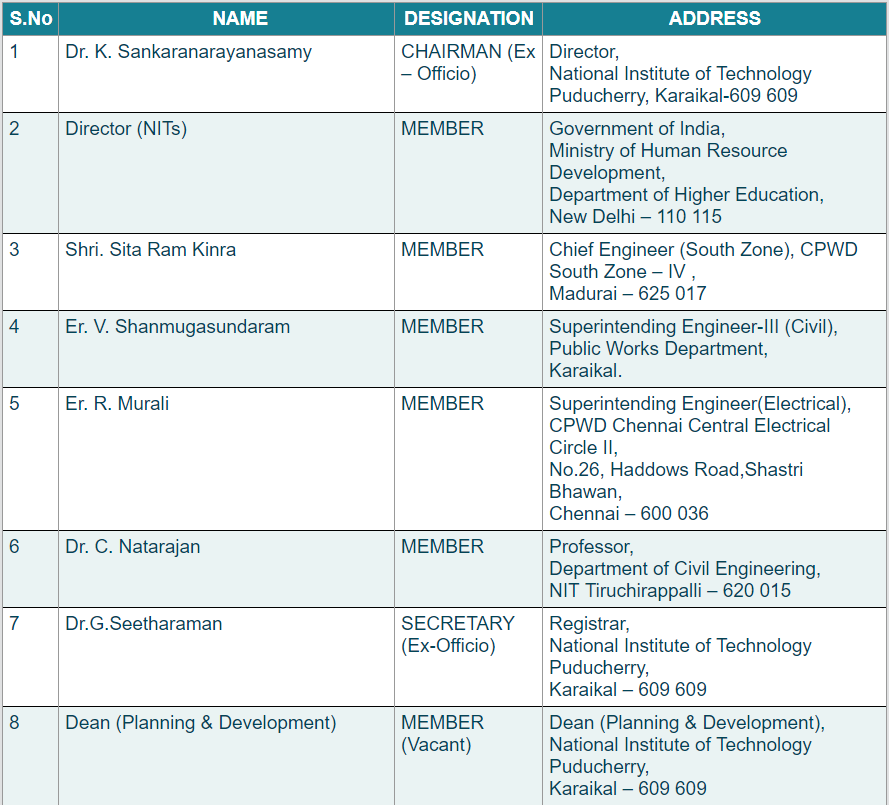 S.No NAME DESIGNATION ADDRESS
1 Dr. K. Sankaranarayanasamy CHAIRMAN (Ex Director,
– Officio) National Institute of Technology
Puducherry, Karaikal-609 609
2 Director (NITs) MEMBER Government of India,
Ministry of Human Resource
Development,
Department of Higher Education,
New Delhi – 110 115
3 Shri. Sita Ram Kinra MEMBER Chief Engineer (South Zone), CPWD
South Zone – IV ,
Madurai – 625 017
4 Er. V. Shanmugasundaram MEMBER Superintending Engineer-III (Civil),
Public Works Department,
Karaikal.
5 Er. R. Murali MEMBER Superintending Engineer(Electrical),
CPWD Chennai Central Electrical
Circle II,
No.26, Haddows Road,Shastri
Bhawan,
Chennai – 600 036
6 Dr. C. Natarajan MEMBER Professor,
Department of Civil Engineering,
NIT Tiruchirappalli – 620 015
7 Dr.G.Seetharaman SECRETARY Registrar,
(Ex-Officio) National Institute of Technology
Puducherry,
Karaikal – 609 609
8 Dean (Planning & Development) MEMBER Dean (Planning & Development),
(Vacant) National Institute of Technology
Puducherry,
Karaikal – 609 609